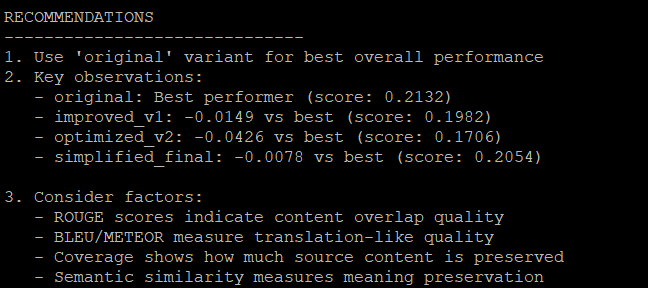 RECOMMENDATIONS
------------------------------
1. Use 'original' variant for best overall performance
2. Key observations:
   - original: Best performer (score: 0.2132)
   - improved_v1: -0.0149 vs best (score: 0.1982)
   - optimized_v2: -0.0426 vs best (score: 0.1706)
   - simplified_final: -0.0078 vs best (score: 0.2054)

3. Consider factors:
   - ROUGE scores indicate content overlap quality
   - BLEU/METEOR measure translation-like quality
   - Coverage shows how much source content is preserved
   - Semantic similarity measures meaning preservation